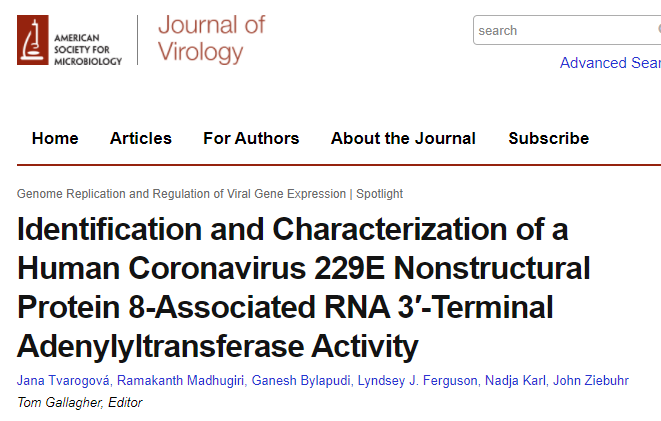 AMERICAN
SOCIETY FOR
MICROBIOLOGY
Journal of
Virology
search
Advanced Sear
Home Articles For Authors About the Journal Subscribe
Genome Replication and Regulation of Viral Gene Expression | Spotlight
Identification and Characterization of a
Human Coronavirus 229E Nonstructural
Protein 8-Associated RNA 3′-Terminal
Adenylyltransferase Activity
Jana Tvarogová, Ramakanth Madhugiri, Ganesh Bylapudi, Lyndsey J. Ferguson, Nadja Karl, John Ziebuhr
Tom Gallagher, Editor